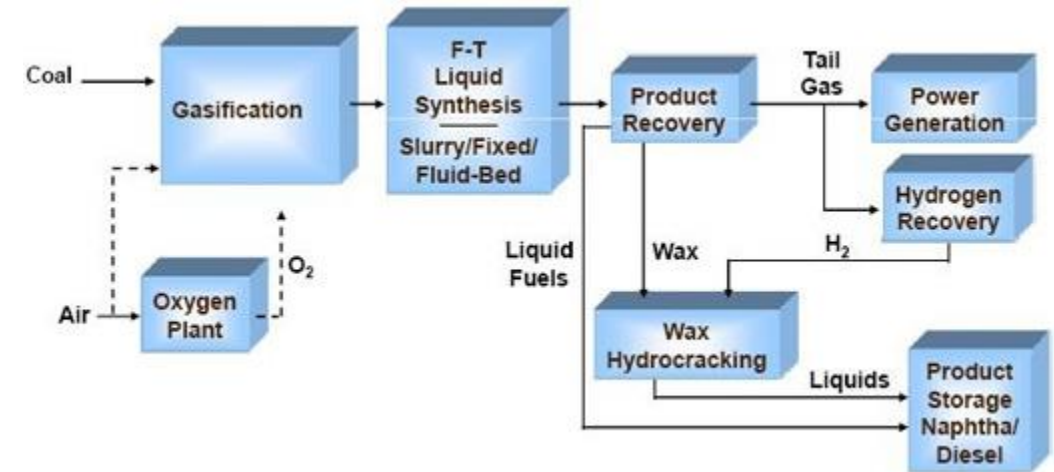 Coal
Gasification
F-T
Liquid
Synthesis
Slurry/Fixed/
Fluid-Bed
Product
Recovery
Tail
Gas
Power
Generation
Hydrogen
Recovery
H₂
Liquid
Fuels
Wax
Air
Oxygen
Plant
O₂
Wax
Hydrocracking
Liquids
Product
Storage
Naphtha/
Diesel